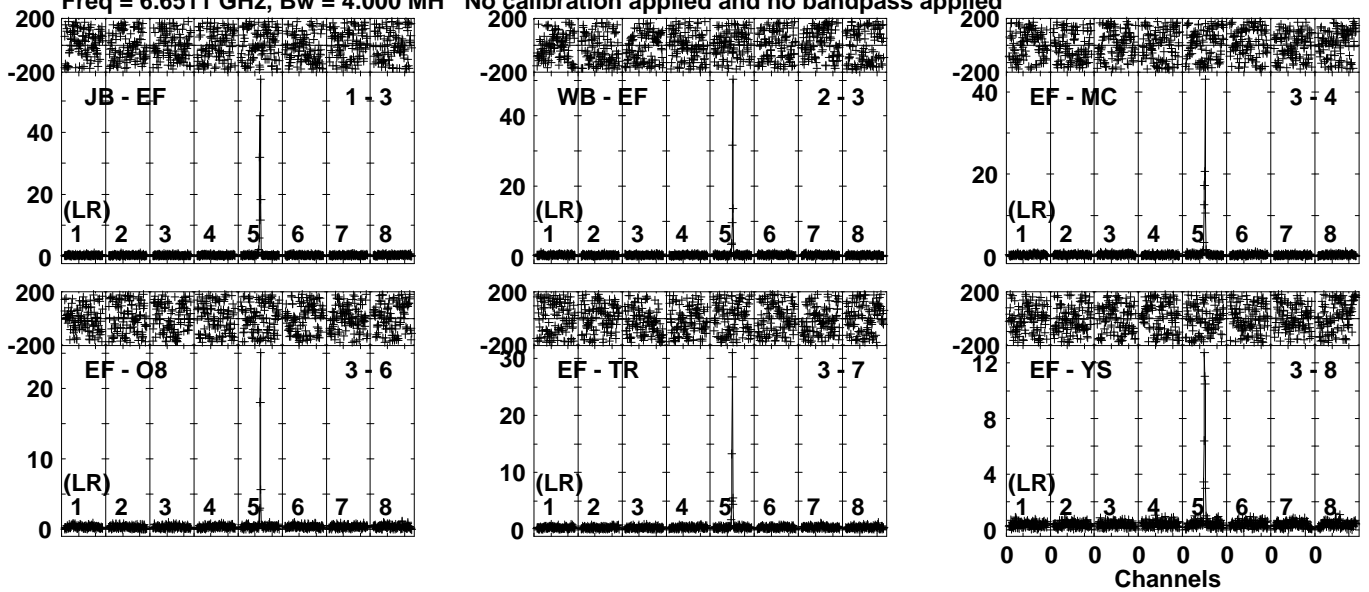 Freq = 6.6511 GHz, Bw = 4.000 MH   No calibration applied and no bandpass applied
200
-200
JB - EF 1 - 3
40
20
(LR)
1 2 3 4 5 6 7 8
0
200
-200
WB - EF 2 - 3
40
20
(LR)
1 2 3 4 5 6 7 8
0
200
-200
40
EF - MC 3 - 4
20
(LR)
1 2 3 4 5 6 7 8
0
200
-200
EF - O8 3 - 6
20
10
(LR)
1 2 3 4 5 6 7 8
0
200
-200
30
EF - TR 3 - 7
20
10
(LR)
1 2 3 4 5 6 7 8
0
200
-200
12
EF - YS 3 - 8
8
4
(LR)
1 2 3 4 5 6 7 8
0
0 0 0 0 0 0 0 0
Channels